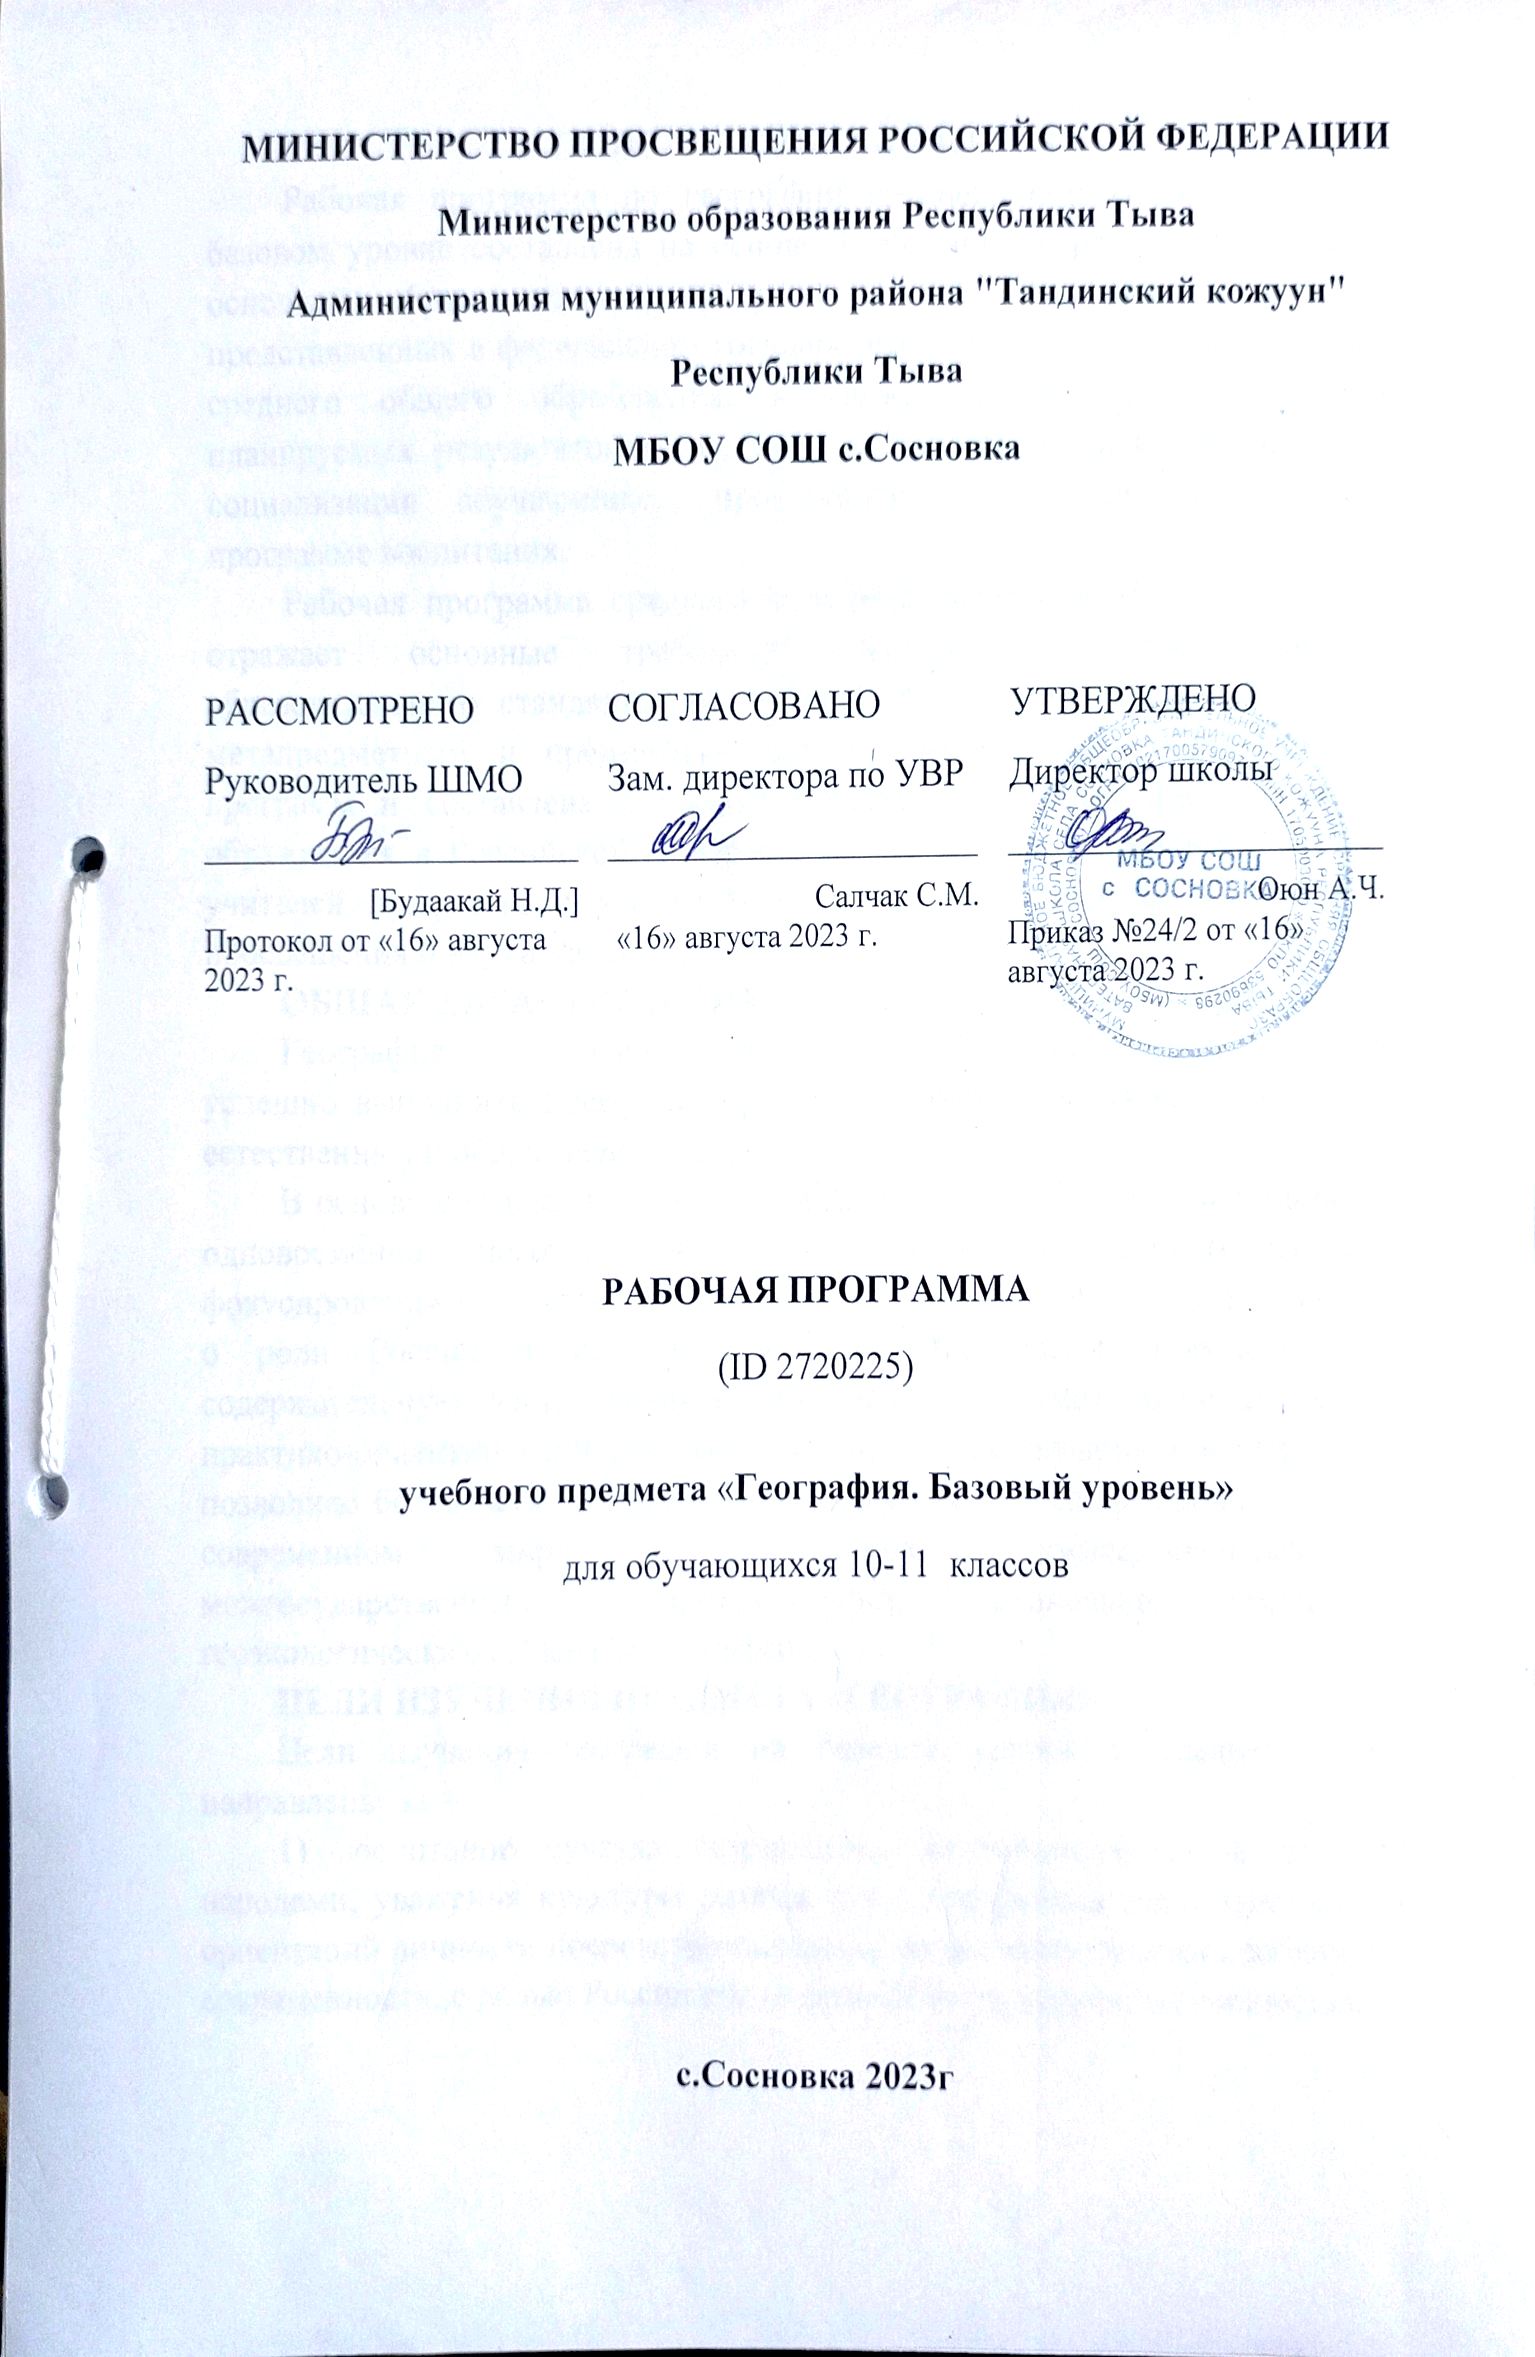 МИНИСТЕРСТВО ПРОСВЕЩЕНИЯ РОССИЙСКОЙ ФЕДЕРАЦИИ
Министерство образования Республики Тыва
Администрация муниципального района "Тандинский кожуун"
Республики Тыва
МБОУ СОШ с.Сосновка
РАССМОТРЕНО
Руководитель ШМО
[Будаакай Н.Д.]
Протокол от «16» августа
2023 г.
СОГЛАСОВАНО
Зам. директора по УВР
Салчак С.М.
«16» августа 2023 г.
УТВЕРЖДЕНО
Директор школы
МБОУ СОШ
с СОСНОВКА
Оюн А.Ч.
Приказ №24/2 от «16»
августа 2023 г.
РАБОЧАЯ ПРОГРАММА
(ID 2720225)
учебного предмета «География. Базовый уровень»
для обучающихся 10-11 классов
с.Сосновка 2023г